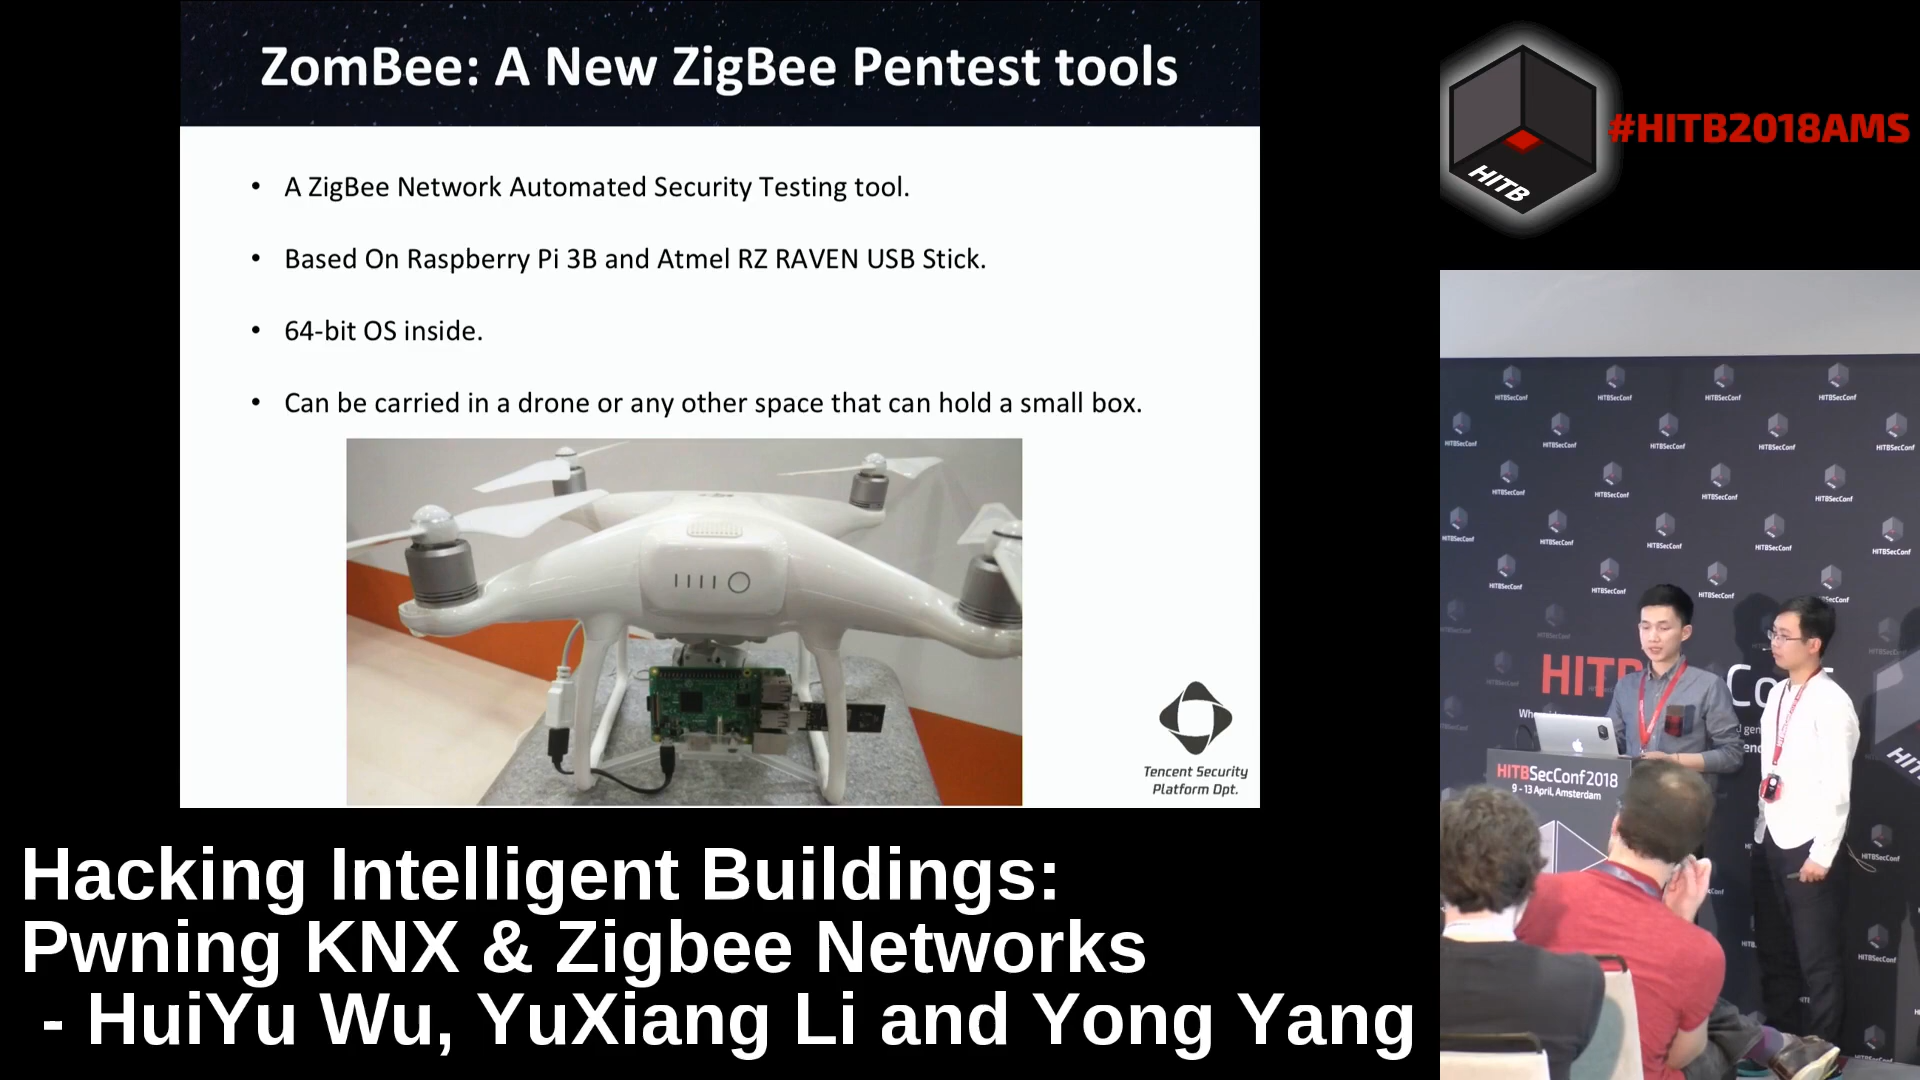 ZomBee: A New ZigBee Pentest tools
• A ZigBee Network Automated Security Testing tool.
• Based On Raspberry Pi 3B and Atmel RZ RAVEN USB Stick.
• 64-bit OS inside.
• Can be carried in a drone or any other space that can hold a small box.
Tencent Security
Platform Dpt.
HITB
#HITB2018AMS
HITBSecConf
HITBSecConf2018
9 - 13 April, Amsterdam
Hacking Intelligent Buildings:
Pwning KNX & Zigbee Networks
- HuiYu Wu, YuXiang Li and Yong Yang